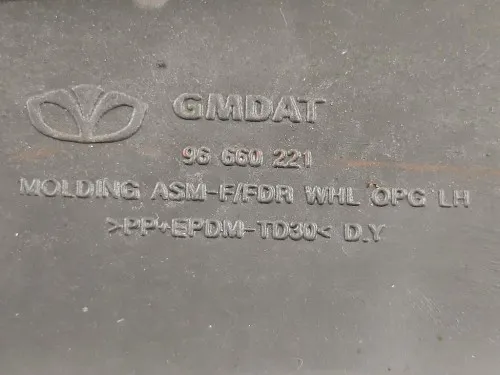 GMDAT
96 660 221
MOLDING ASM-F/FDR WHL OPG LH
>PP+EPDM-TD30< D.Y